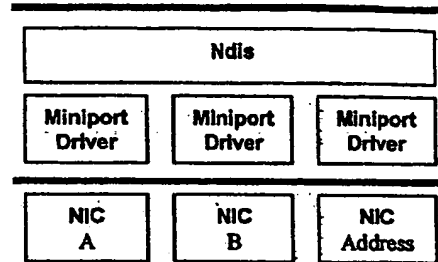 Ndis
Miniport Miniport Miniport
Driver Driver Driver
NIC NIC NIC
A B Address